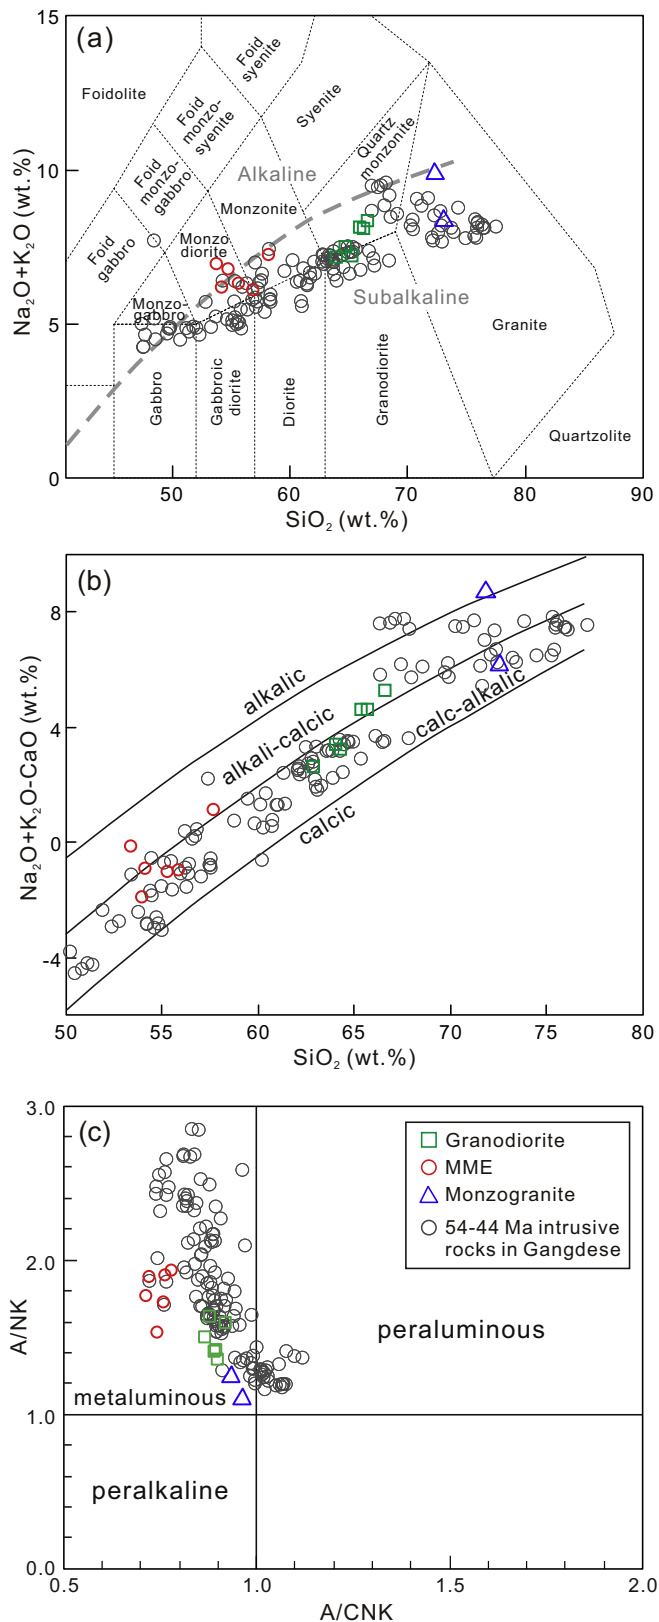 (a)
15
10
5
0
Na₂O+K₂O (wt.%)
Foidolite
Foid
syenite
Foid
monzo-
syenite
Syenite
Quartz
monzonite
Foid
monzo-
gabbro
Alkaline
Monzonite
Foid
gabbro
Monzo
diorite
Monzo-
gabbro
Subalkaline
Gabbro
Gabbroic
diorite
Diorite
Granodiorite
Granite
Quartzolite
50
60
70
80
90
SiO₂ (wt.%)
(b)
8
4
0
-4
Na₂O+K₂O-CaO (wt.%)
alkalic
alkali-calcic
calc-alkalic
calcic
50
55
60
65
70
75
80
SiO₂ (wt.%)
(c)
3.0
2.0
1.0
0.0
A/NK
Granodiorite
MME
Monzogranite
54-44 Ma intrusive
rocks in Gangdese
peraluminous
metaluminous
peralkaline
0.5
1.0
1.5
2.0
A/CNK